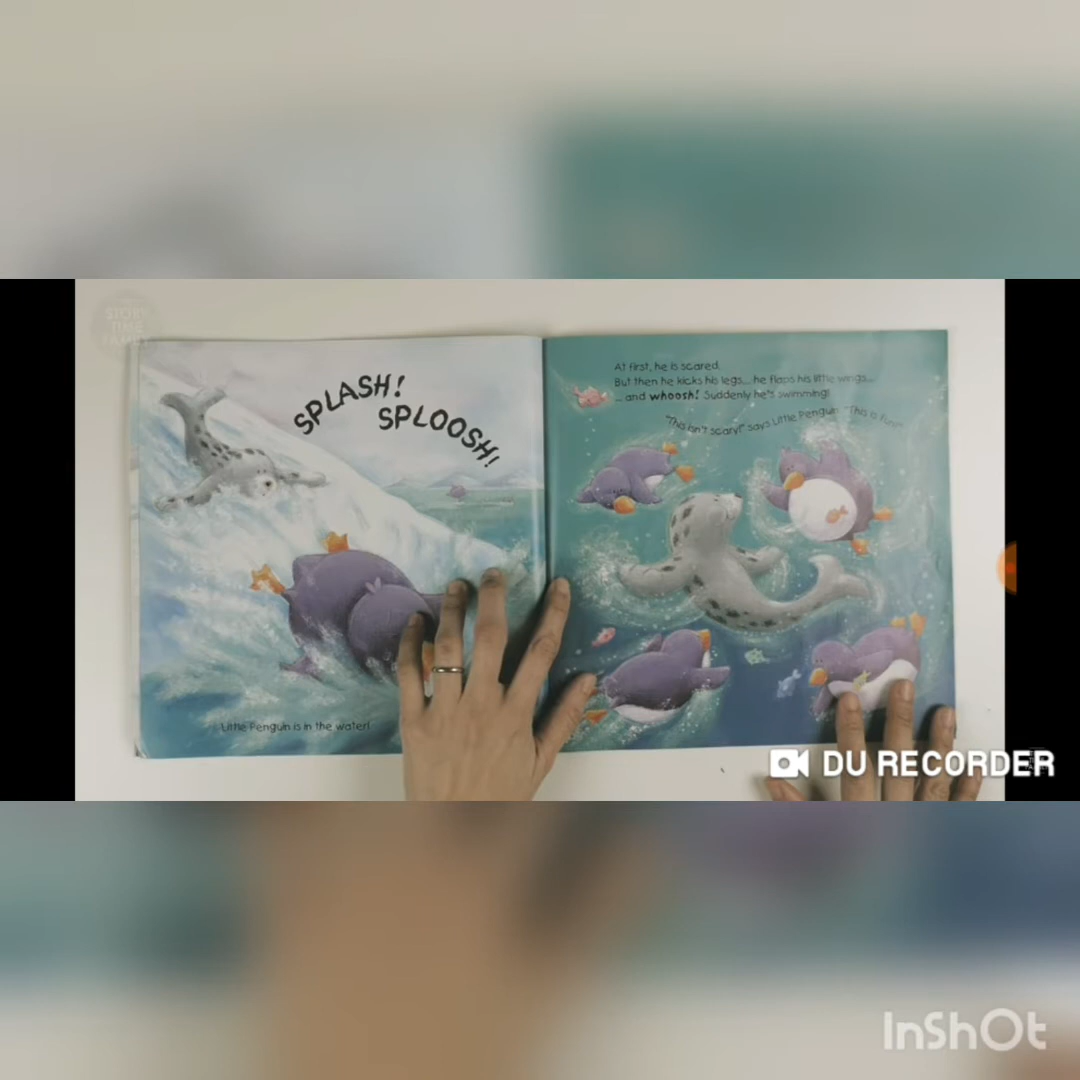 STORY
TIME
SPLASH!
SPLOOSH!
Little Penguin is in the water!
At first, he is scared.
But then he kicks his legs... he flaps his little wings...
... and whoosh! Suddenly he's swimming!
"This isn't scary!" says Little Penguin. "This is fun!"
DU RECORDER
InShOt